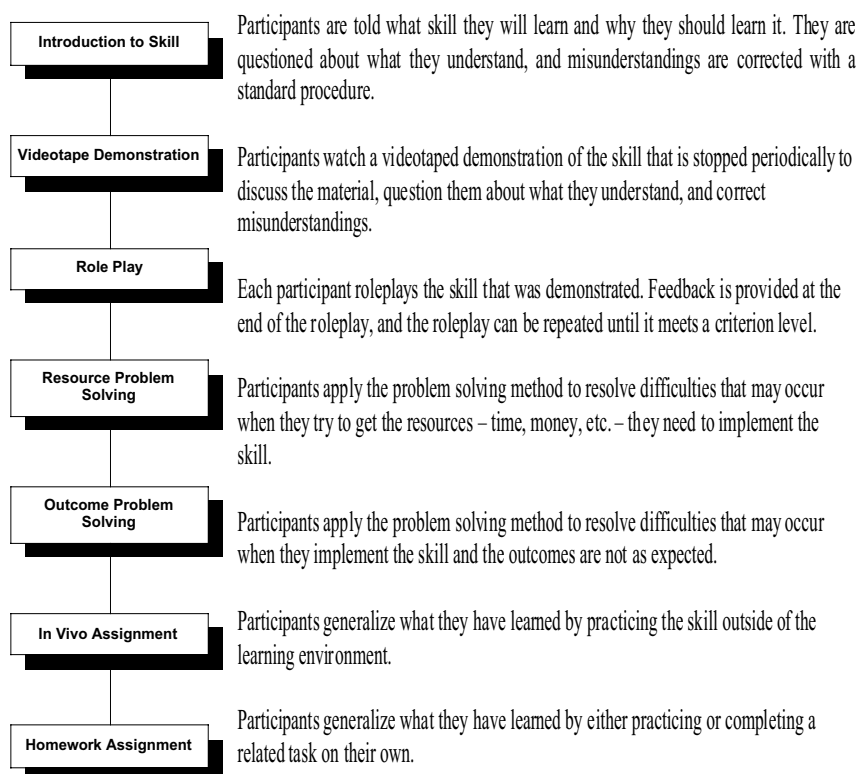 Introduction to Skill
Participants are told what skill they will learn and why they should learn it. They are
questioned about what they understand, and misunderstandings are corrected with a
standard procedure.
Videotape Demonstration
Participants watch a videotaped demonstration of the skill that is stopped periodically to
discuss the material, question them about what they understand, and correct
misunderstandings.
Role Play
Each participant roleplays the skill that was demonstrated. Feedback is provided at the
end of the roleplay, and the roleplay can be repeated until it meets a criterion level.
Resource Problem
Solving
Participants apply the problem solving method to resolve difficulties that may occur
when they try to get the resources – time, money, etc. – they need to implement the
skill.
Outcome Problem
Solving
Participants apply the problem solving method to resolve difficulties that may occur
when they implement the skill and the outcomes are not as expected.
In Vivo Assignment
Participants generalize what they have learned by practicing the skill outside of the
learning environment.
Homework Assignment
Participants generalize what they have learned by either practicing or completing a
related task on their own.